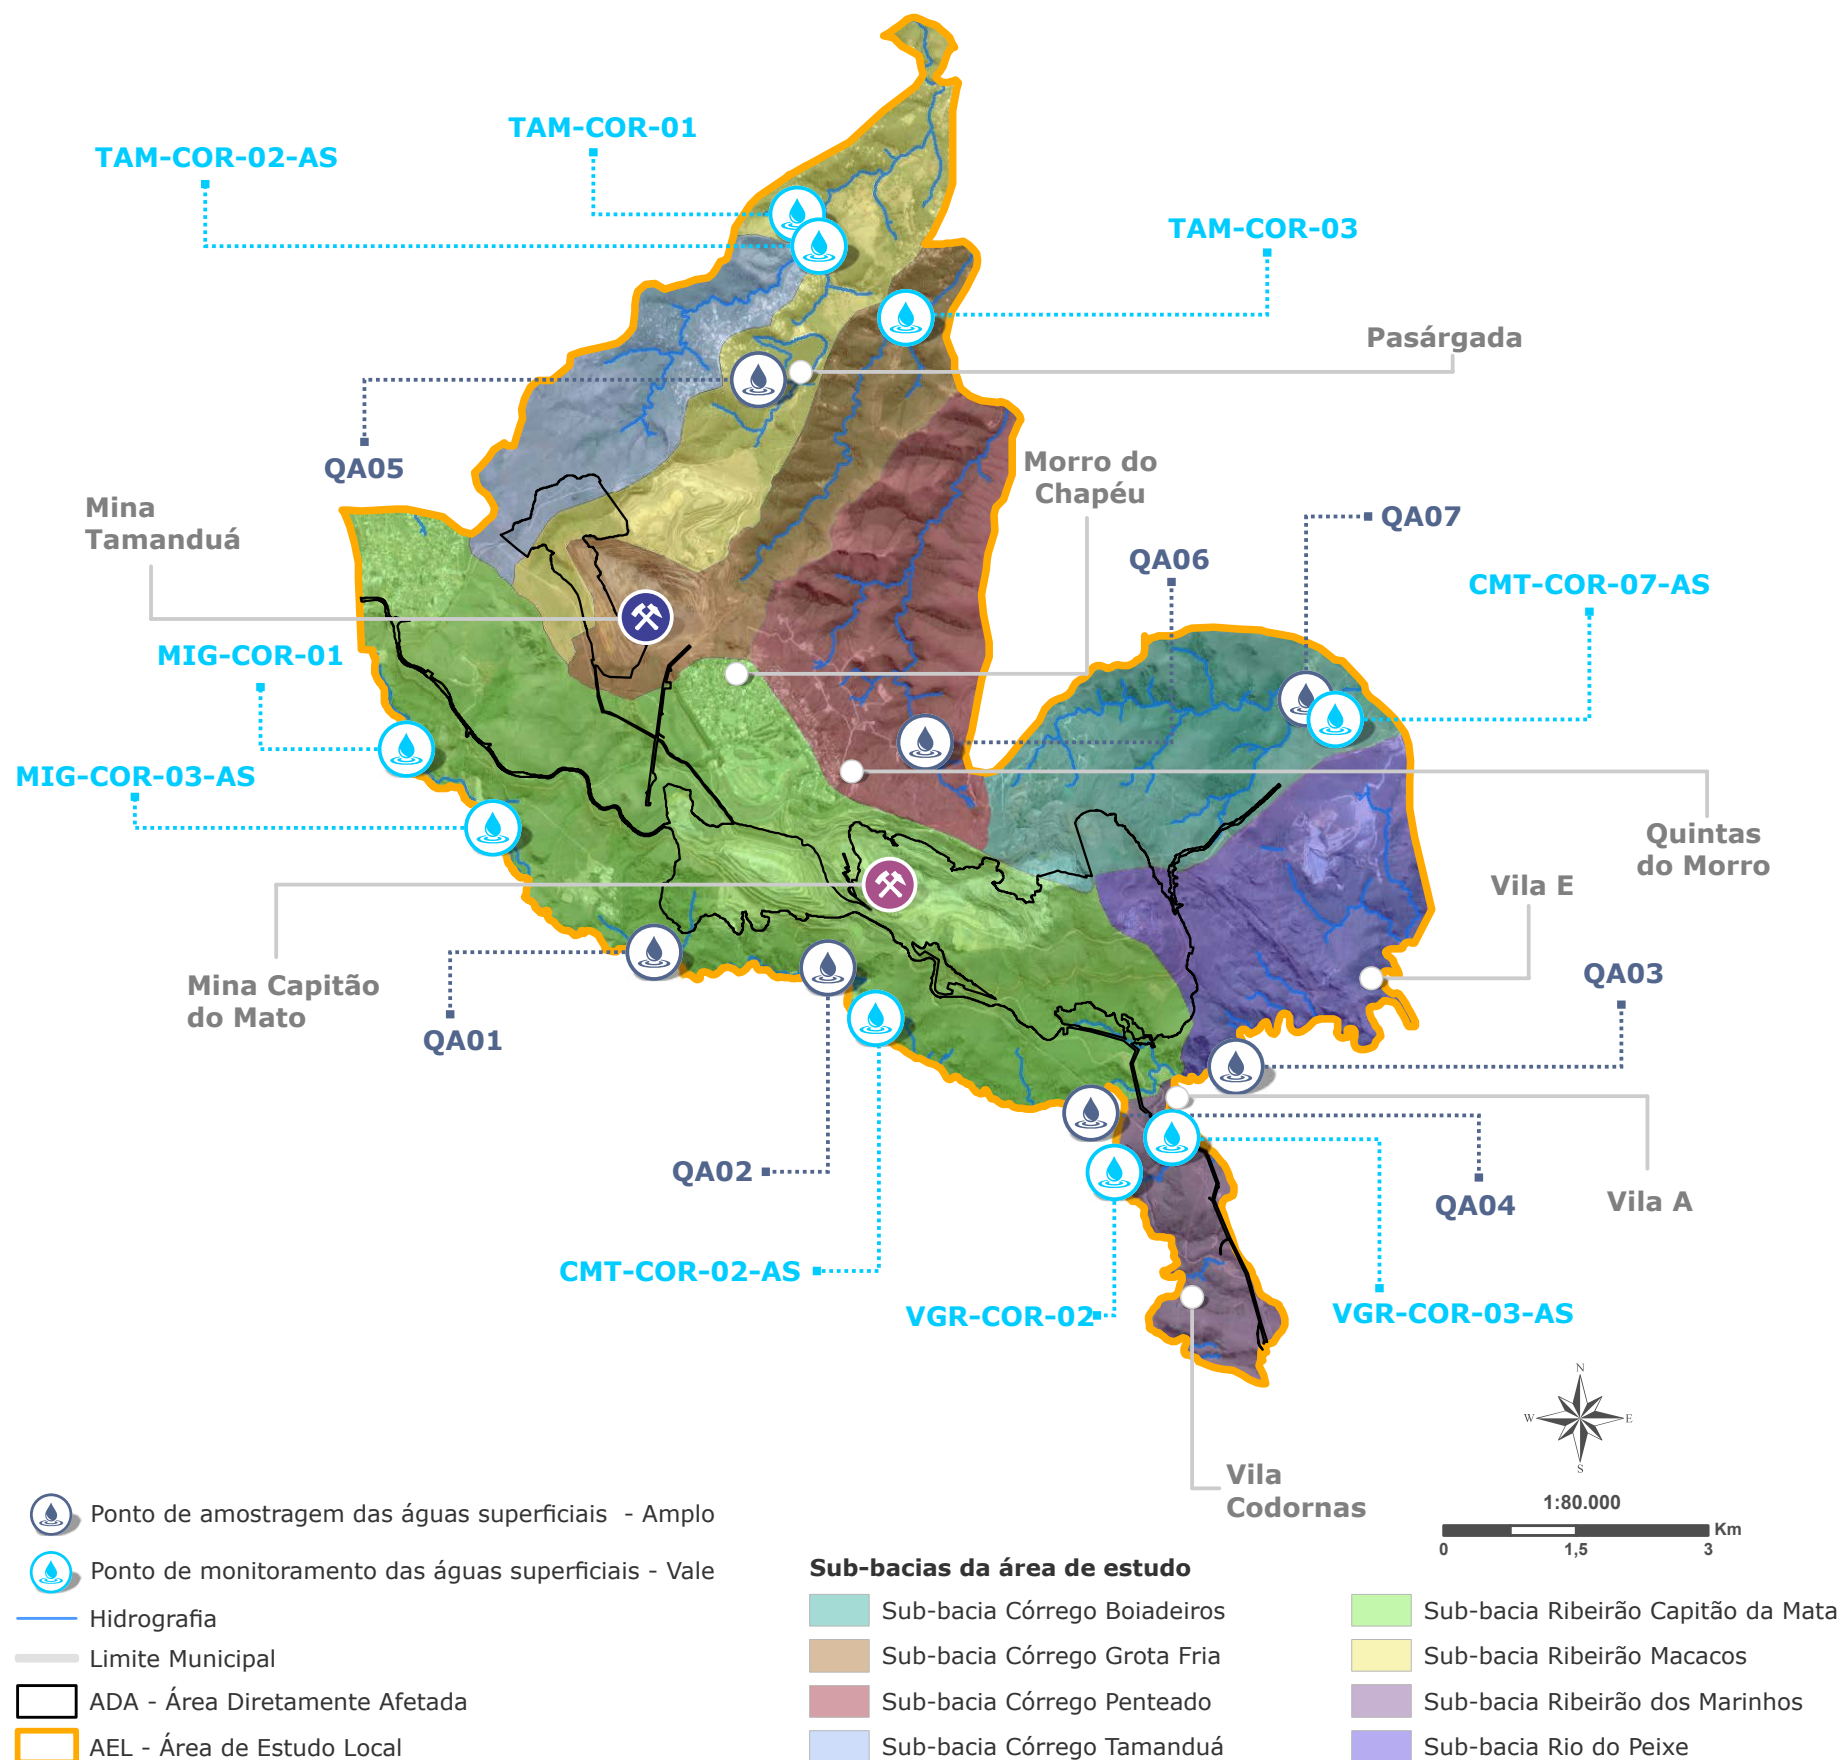 TAM-COR-01
TAM-COR-02-AS
TAM-COR-03
Pasárgada
QA05
Morro do
Chapéu
Mina
Tamanduá
QA07
QA06
CMT-COR-07-AS
MIG-COR-01
MIG-COR-03-AS
Quintas
do Morro
Vila E
QA03
Mina Capitão
do Mato
QA01
QA02
QA04
Vila A
CMT-COR-02-AS
VGR-COR-02
VGR-COR-03-AS
Vila
Codornas
N
W
E
S
1:80.000
Km
0
1,5
3
Ponto de amostragem das águas superficiais - Amplo
Ponto de monitoramento das águas superficiais - Vale
Hidrografia
Limite Municipal
ADA - Área Diretamente Afetada
AEL - Área de Estudo Local
Sub-bacias da área de estudo
Sub-bacia Córrego Boiadeiros
Sub-bacia Córrego Grota Fria
Sub-bacia Córrego Penteado
Sub-bacia Córrego Tamanduá
Sub-bacia Ribeirão Capitão da Mata
Sub-bacia Ribeirão Macacos
Sub-bacia Ribeirão dos Marinhos
Sub-bacia Rio do Peixe